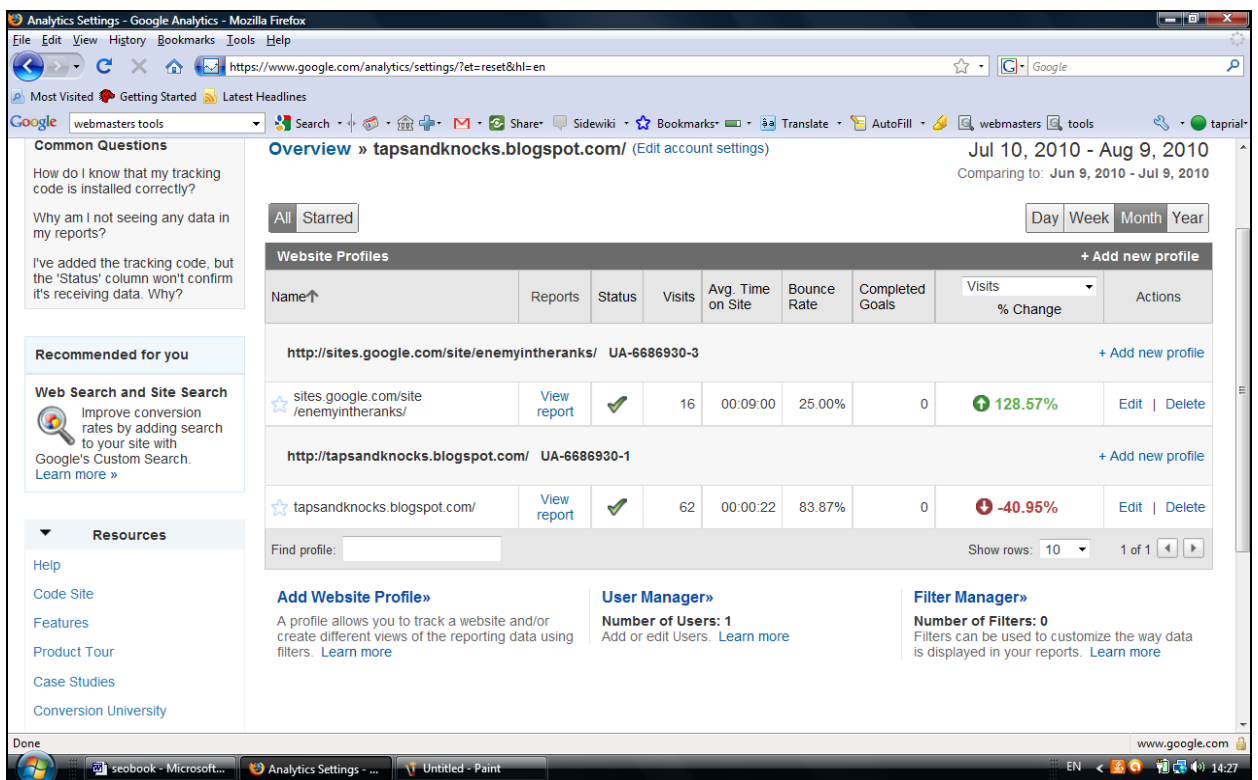 Analytics Settings - Google Analytics - Mozilla Firefox
File Edit View History Bookmarks Tools Help
https://www.google.com/analytics/settings/?et=reset&hl=en
Google
Most Visited Getting Started Latest Headlines
Google webmasters tools Search Share Sidewiki Bookmarks Translate AutoFill webmasters tools taprial
Common Questions
How do I know that my tracking
code is installed correctly?
Why am I not seeing any data in
my reports?
I've added the tracking code, but
the 'Status' column won't confirm
it's receiving data. Why?
Recommended for you
Web Search and Site Search
Improve conversion
rates by adding search
to your site with
Google's Custom Search.
Learn more »
Resources
Help
Code Site
Features
Product Tour
Case Studies
Conversion University
Overview » tapsandknocks.blogspot.com/ (Edit account settings)
Jul 10, 2010 - Aug 9, 2010
Comparing to: Jun 9, 2010 - Jul 9, 2010
All Starred
Day Week Month Year
Website Profiles + Add new profile
Name Reports Status Visits Avg. Time on Site Bounce Rate Completed Goals Visits % Change Actions
http://sites.google.com/site/enemyintheranks/ UA-6686930-3 + Add new profile
sites.google.com/site /enemyintheranks/ View report 16 00:09:00 25.00% 0 128.57% Edit | Delete
http://tapsandknocks.blogspot.com/ UA-6686930-1 + Add new profile
tapsandknocks.blogspot.com/ View report 62 00:00:22 83.87% 0 -40.95% Edit | Delete
Find profile: Show rows: 10 1 of 1
Add Website Profile»
A profile allows you to track a website and/or
create different views of the reporting data using
filters. Learn more
User Manager»
Number of Users: 1
Add or edit Users. Learn more
Filter Manager»
Number of Filters: 0
Filters can be used to customize the way data
is displayed in your reports. Learn more
Done www.google.com
seobook - Microsoft... Analytics Settings - ... Untitled - Paint EN 14:27